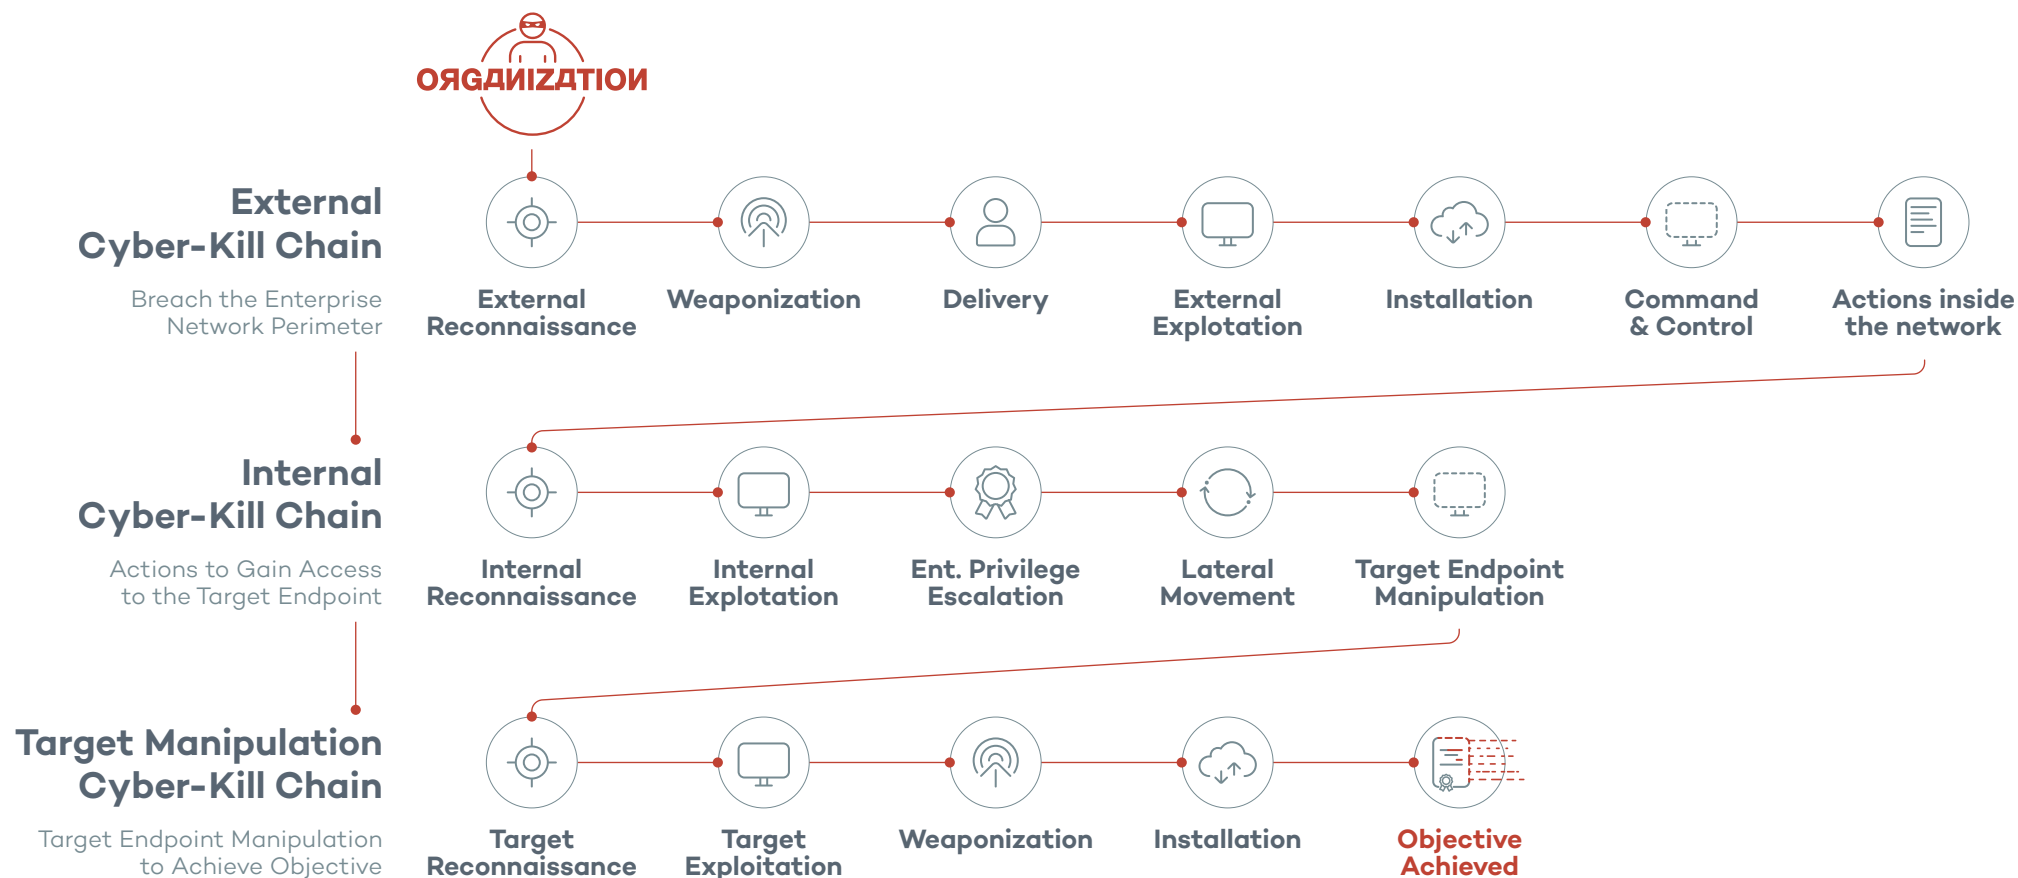 OЯGДИIZДTIOИ
External
Cyber-Kill Chain
Breach the Enterprise
Network Perimeter
External
Reconnaissance
Weaponization
Delivery
External
Explotation
Installation
Command
& Control
Actions inside
the network
Internal
Cyber-Kill Chain
Actions to Gain Access
to the Target Endpoint
Internal
Reconnaissance
Internal
Explotation
Ent. Privilege
Escalation
Lateral
Movement
Target Endpoint
Manipulation
Target Manipulation
Cyber-Kill Chain
Target Endpoint Manipulation
to Achieve Objective
Target
Reconnaissance
Target
Exploitation
Weaponization
Installation
Objective
Achieved